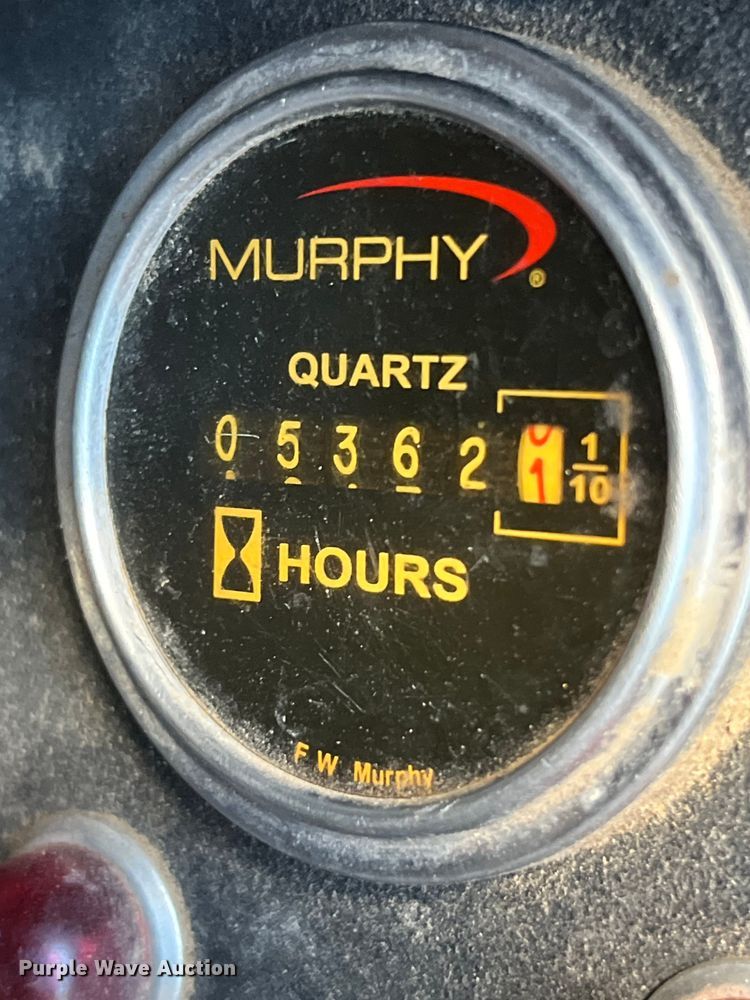 MURPHY®
QUARTZ
0 5 3 6 2 1 1/10
HOURS
F W Murphy
Purple Wave Auction